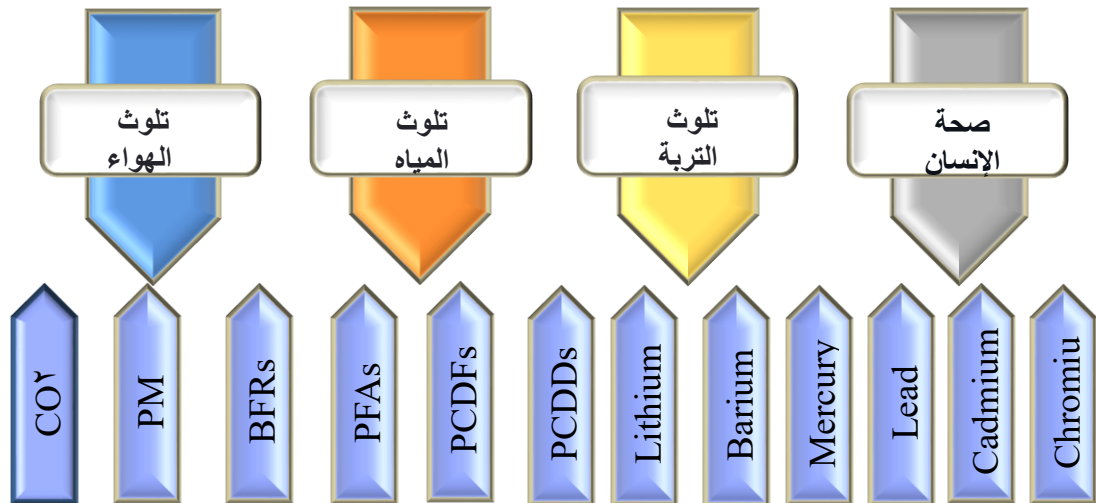 تلوث
الهواء
تلوث
المياه
تلوث
التربة
صحة
الإنسان
CO٢
PM
BFRs
PFAs
PCDFs
PCDDs
Lithium
Barium
Mercury
Lead
Cadmium
Chromiu